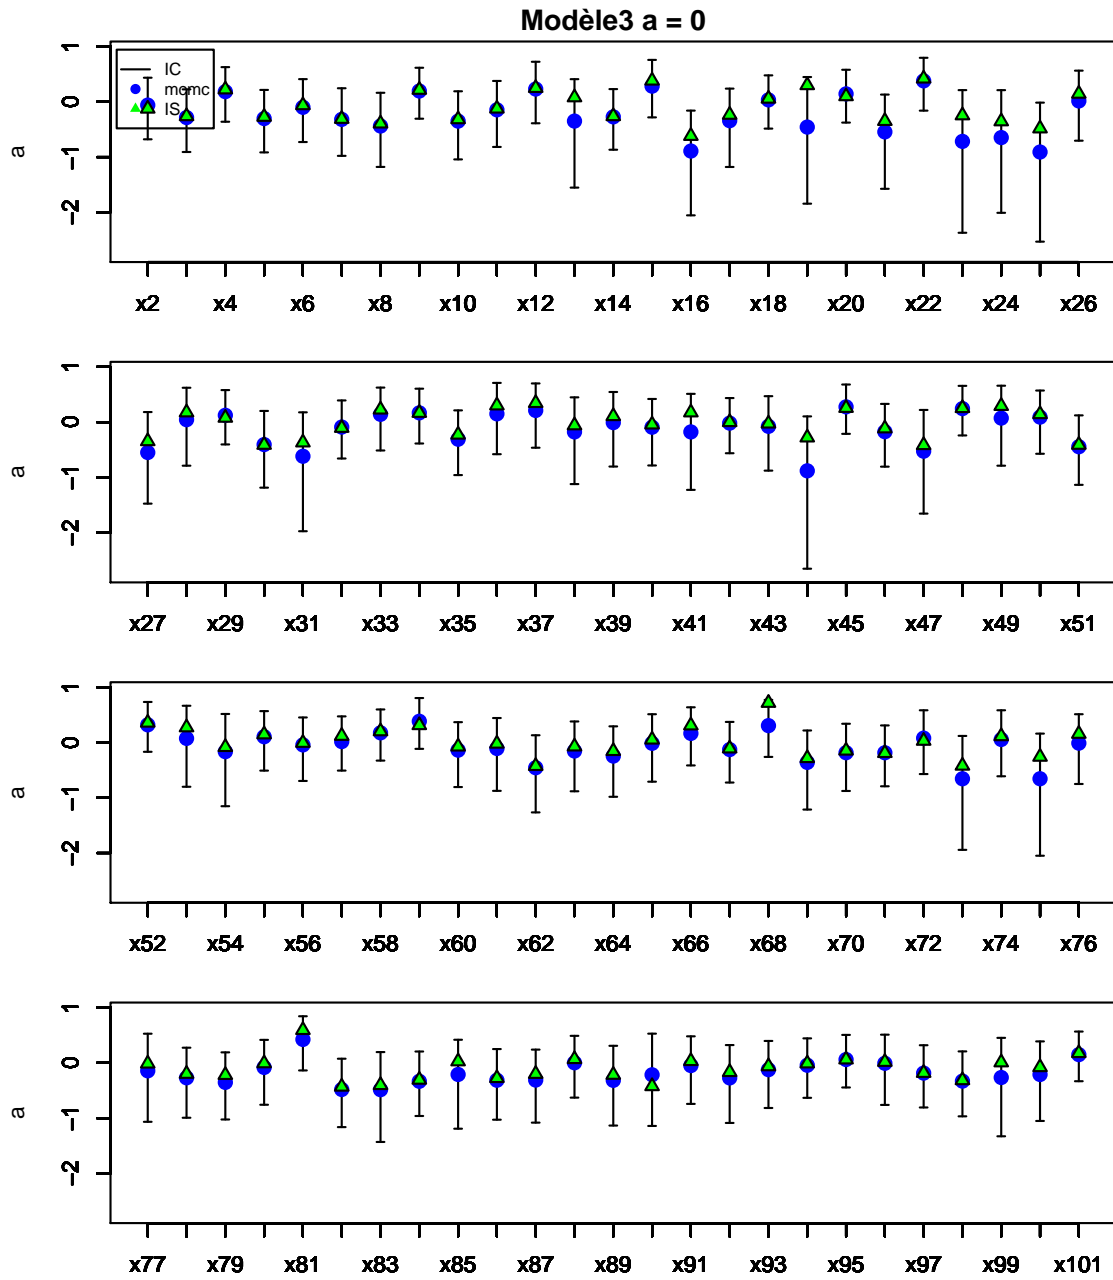 Modèle3 a = 0
IC
mcmc
IS
a
1
0
−1
−2
x2 x4 x6 x8 x10 x12 x14 x16 x18 x20 x22 x24 x26
a
1
0
−1
−2
x27 x29 x31 x33 x35 x37 x39 x41 x43 x45 x47 x49 x51
a
1
0
−1
−2
x52 x54 x56 x58 x60 x62 x64 x66 x68 x70 x72 x74 x76
a
1
0
−1
−2
x77 x79 x81 x83 x85 x87 x89 x91 x93 x95 x97 x99 x101